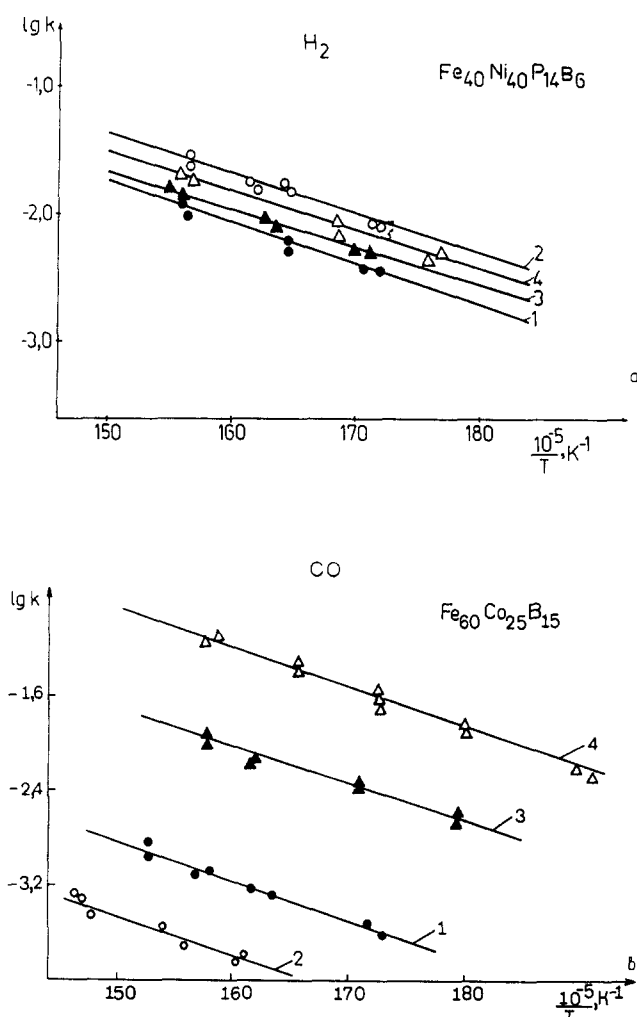 lg k
H2
Fe40Ni40P14B6
-1,0
-2,0
2
4
3
1
-3,0
a
150 160 170 180
10-5/T, K-1
CO
lg k
Fe60Co25B15
-1,6
4
-2,4
3
-3,2
1
2
b
150 160 170 180
10-5/T, K-1